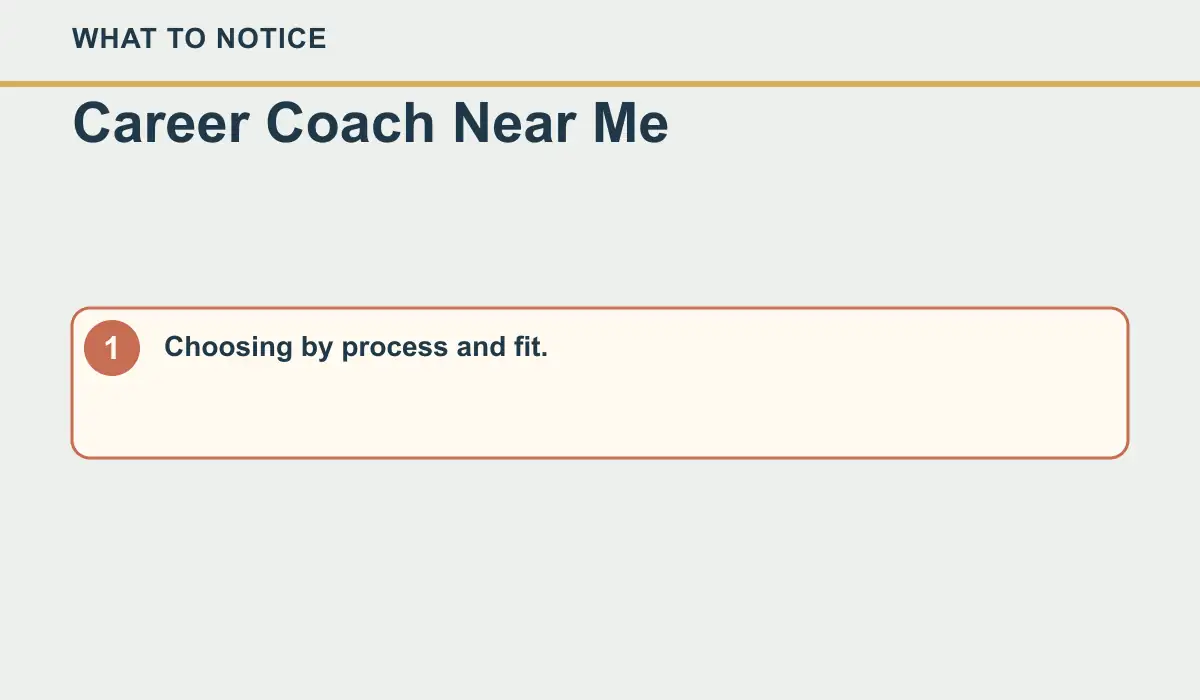 WHAT TO NOTICE
Career Coach Near Me
1 Choosing by process and fit.